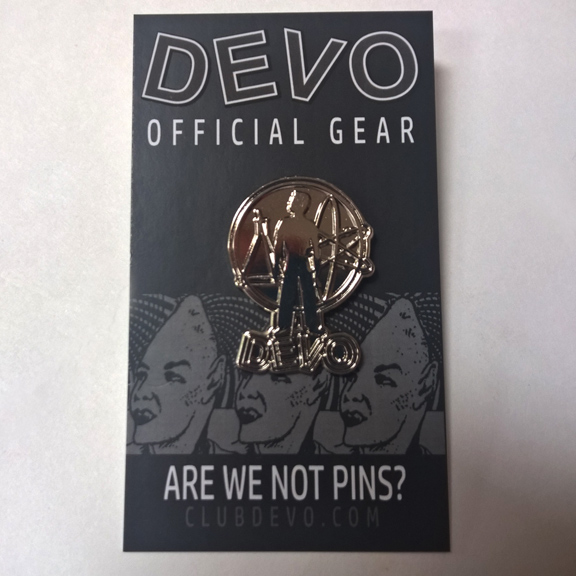 DEVO
OFFICIAL GEAR
DEVO
ARE WE NOT PINS?
CLUBDEVO.COM